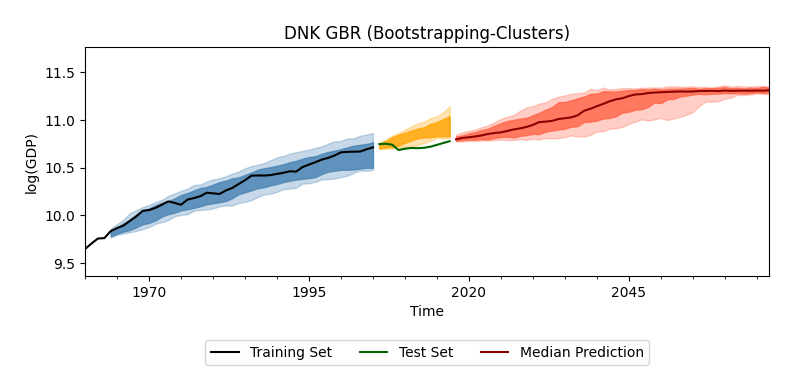 DNK GBR (Bootstrapping-Clusters)
11.5
11.0
10.5
10.0
9.5
log(GDP)
1970 1995 2020 2045
Time
Training Set Test Set Median Prediction